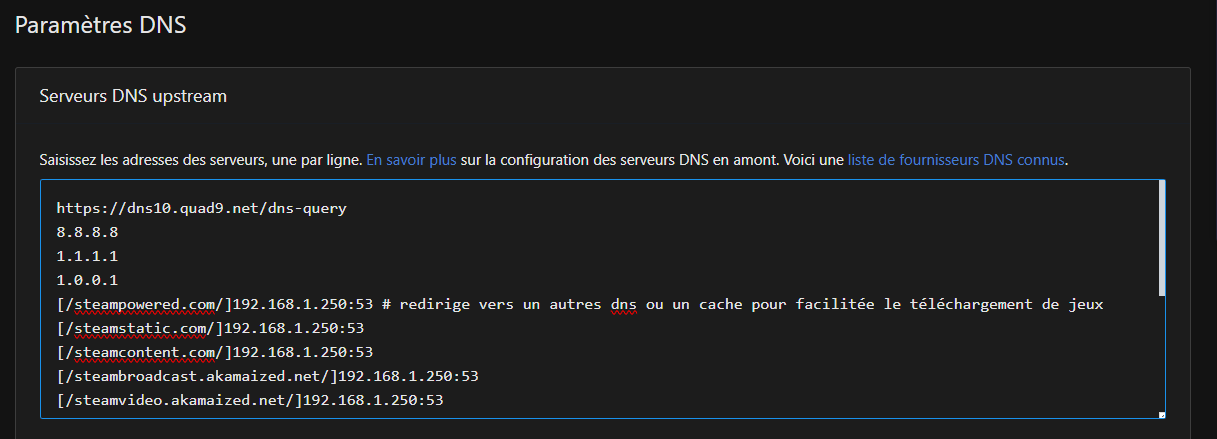 Paramètres DNS
Serveurs DNS upstream
Saisissez les adresses des serveurs, une par ligne. En savoir plus sur la configuration des serveurs DNS en amont. Voici une liste de fournisseurs DNS connus.
https://dns10.quad9.net/dns-query
8.8.8.8
1.1.1.1
1.0.0.1
[/steampowered.com/]192.168.1.250:53 # redirige vers un autres dns ou un cache pour facilitée le téléchargement de jeux
[/steamstatic.com/]192.168.1.250:53
[/steamcontent.com/]192.168.1.250:53
[/steambroadcast.akamaized.net/]192.168.1.250:53
[/steamvideo.akamaized.net/]192.168.1.250:53